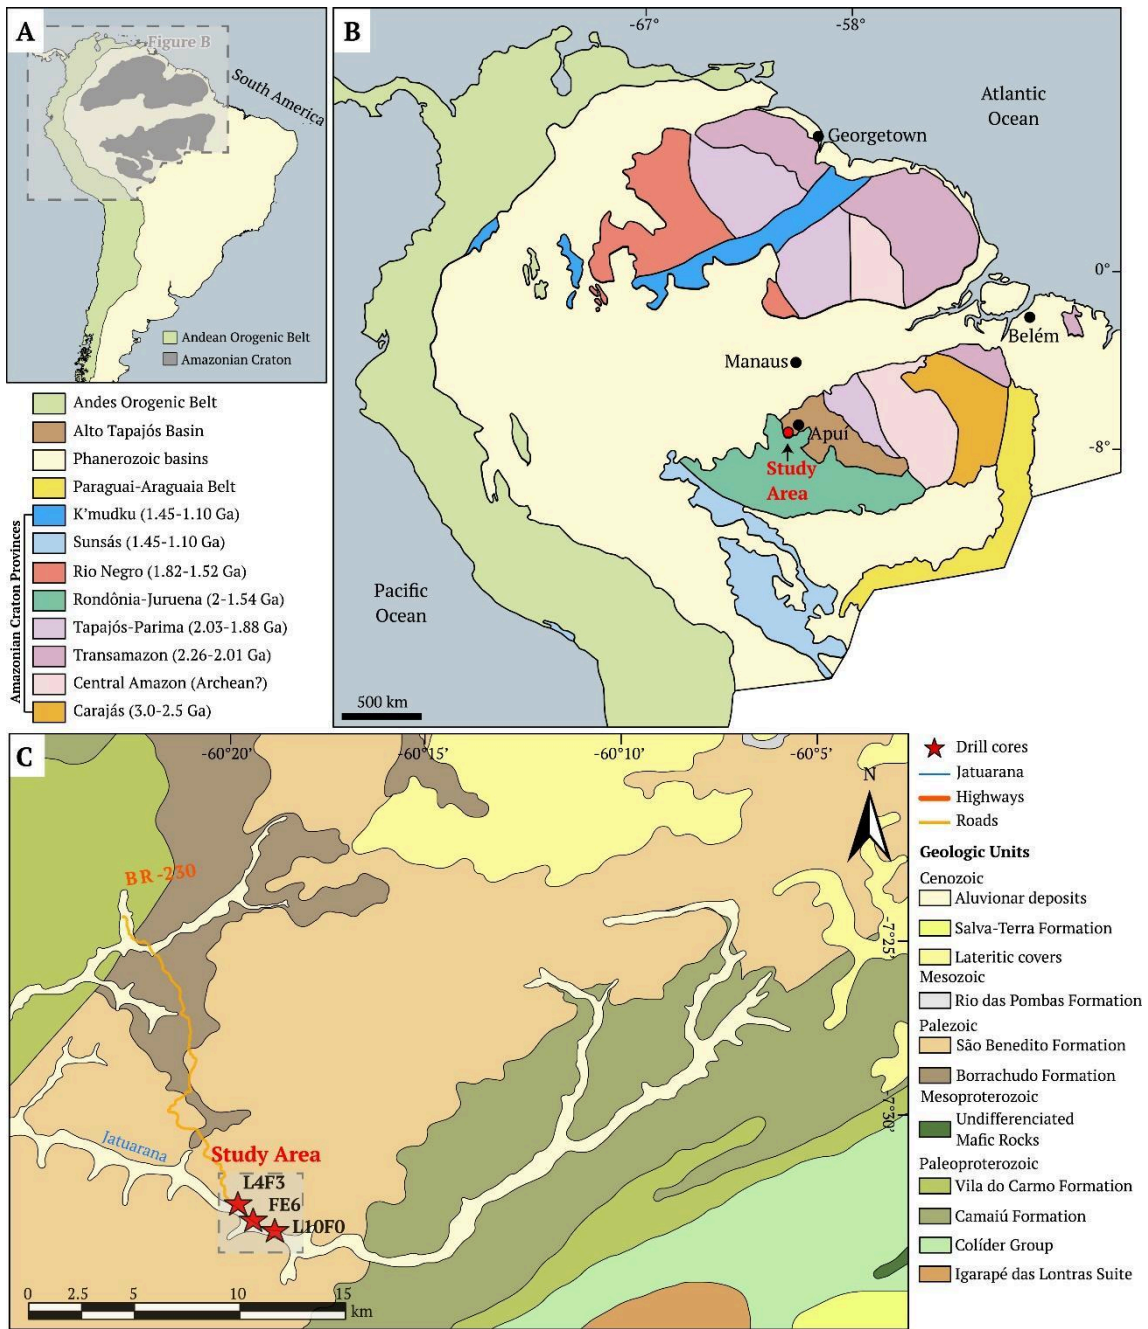 A
Figure B
South America
Andean Orogenic Belt
Amazonian Craton
B
-67°
-58°
Atlantic
Ocean
Georgetown
0°
Belém
Manaus
Apuí
-8°
Study
Area
Pacific
Ocean
500 km
Andes Orogenic Belt
Alto Tapajós Basin
Phanerozoic basins
Paraguai-Araguaia Belt
Amazonian Craton Provinces
K'mudku (1.45-1.10 Ga)
Sunsás (1.45-1.10 Ga)
Rio Negro (1.82-1.52 Ga)
Rondônia-Juruena (2-1.54 Ga)
Tapajós-Parima (2.03-1.88 Ga)
Transamazon (2.26-2.01 Ga)
Central Amazon (Archean?)
Carajás (3.0-2.5 Ga)
C
-60°20'
-60°15'
-60°10'
-60°5'
N
BR-230
-7°25'
-7°30'
Jatuarana
Study Area
L4F3
FE6
L10F0
0 2.5 5 10 15
km
Drill cores
Jatuarana
Highways
Roads
Geologic Units
Cenozoic
Aluvionar deposits
Salva-Terra Formation
Lateritic covers
Mesozoic
Rio das Pombas Formation
Palezoic
São Benedito Formation
Borrachudo Formation
Mesoproterozoic
Undifferenciated
Mafic Rocks
Paleoproterozoic
Vila do Carmo Formation
Camaiú Formation
Colíder Group
Igarapé das Lontras Suite